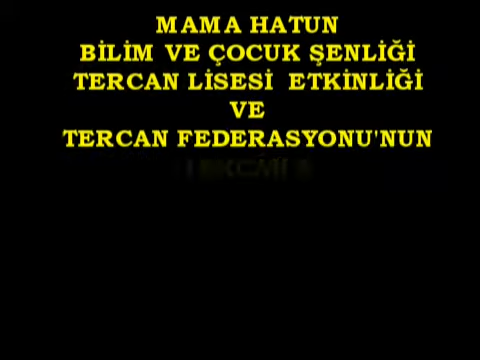 MAMA HATUN
BİLİM VE ÇOCUK ŞENLİĞİ
TERCAN LİSESİ ETKİNLİĞİ
VE
TERCAN FEDERASYONU'NUN